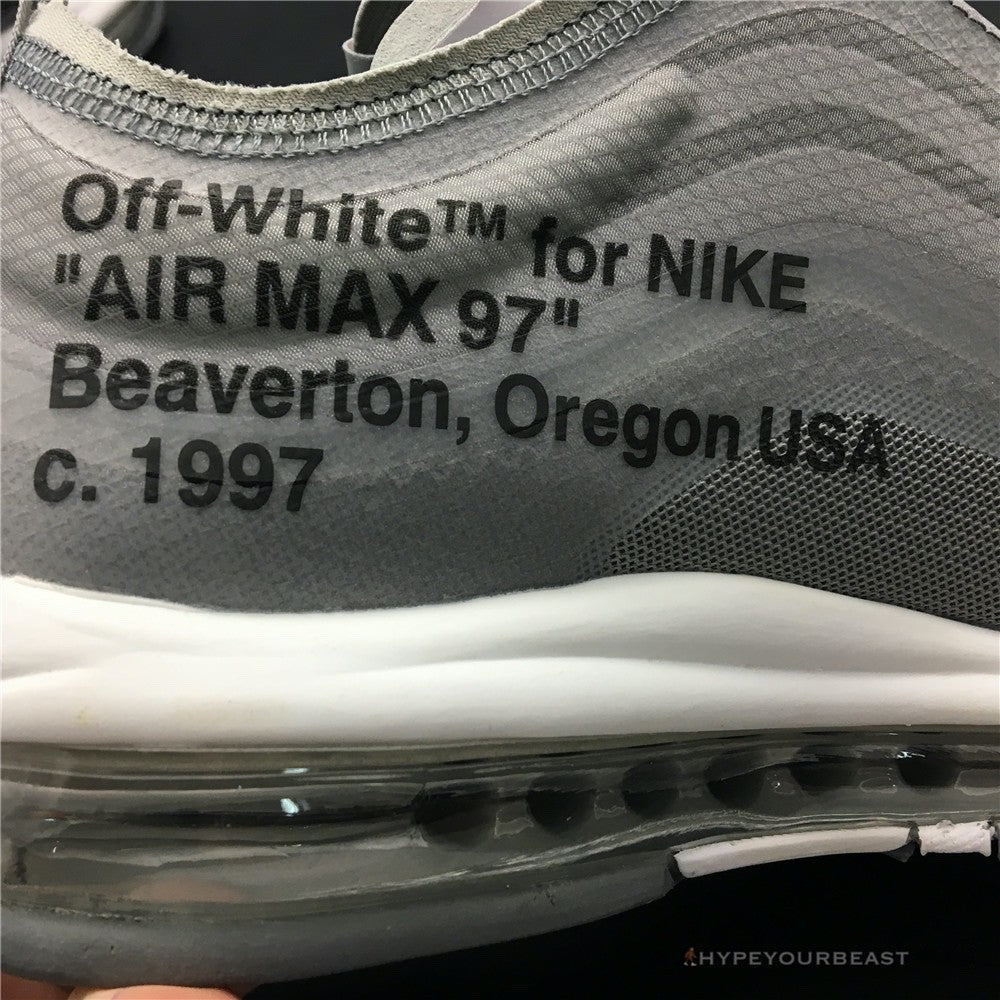 Off-White™ for NIKE
"AIR MAX 97"
Beaverton, Oregon USA
c. 1997
HYPEYOURBEAST